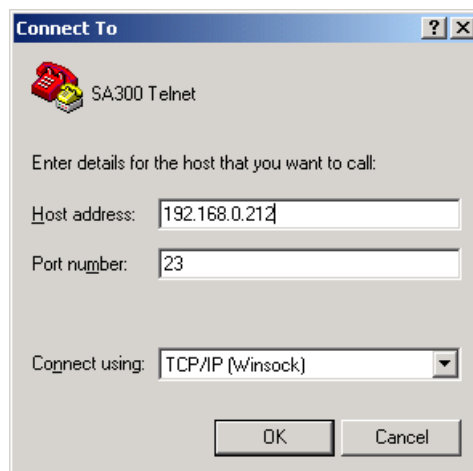 Connect To
SA300 Telnet
Enter details for the host that you want to call:
Host address: 192.168.0.212
Port number: 23
Connect using: TCP/IP (Winsock)
OK Cancel